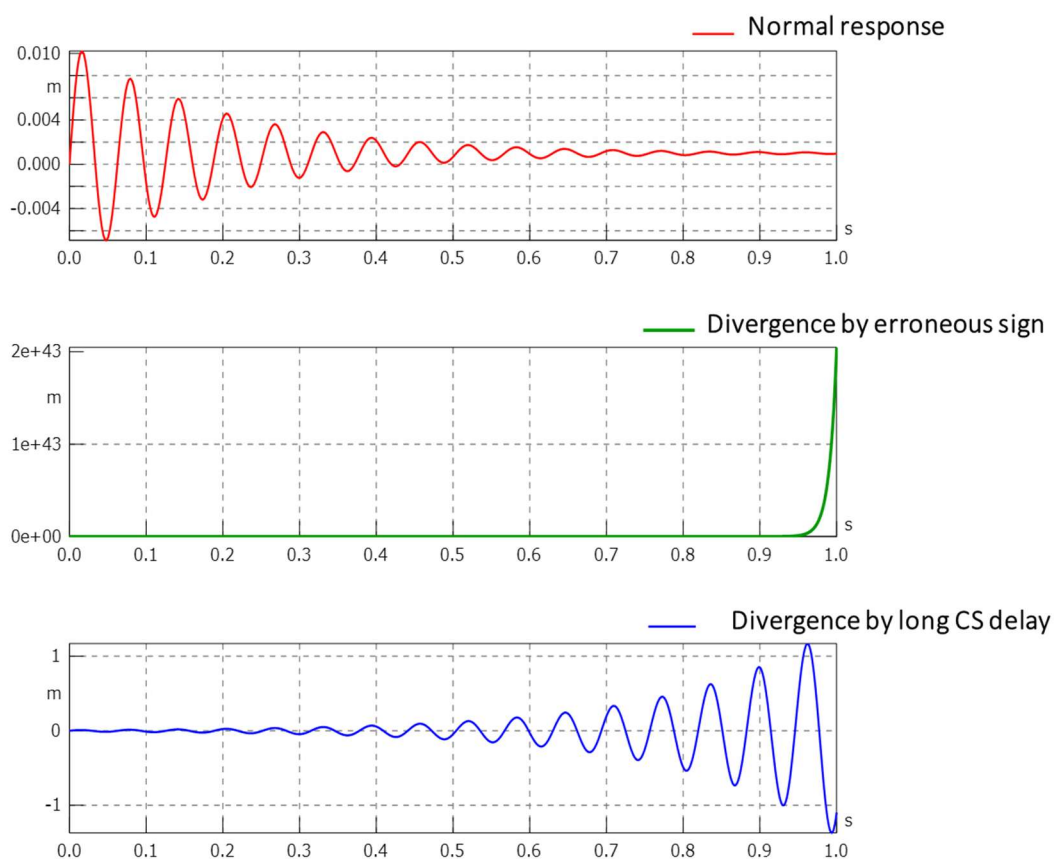 Normal response
0.010
m
0.004
0.000
-0.004
s
0.0 0.1 0.2 0.3 0.4 0.5 0.6 0.7 0.8 0.9 1.0
Divergence by erroneous sign
2e+43
m
1e+43
0e+00
s
0.0 0.1 0.2 0.3 0.4 0.5 0.6 0.7 0.8 0.9 1.0
Divergence by long CS delay
1
m
0
-1
s
0.0 0.1 0.2 0.3 0.4 0.5 0.6 0.7 0.8 0.9 1.0